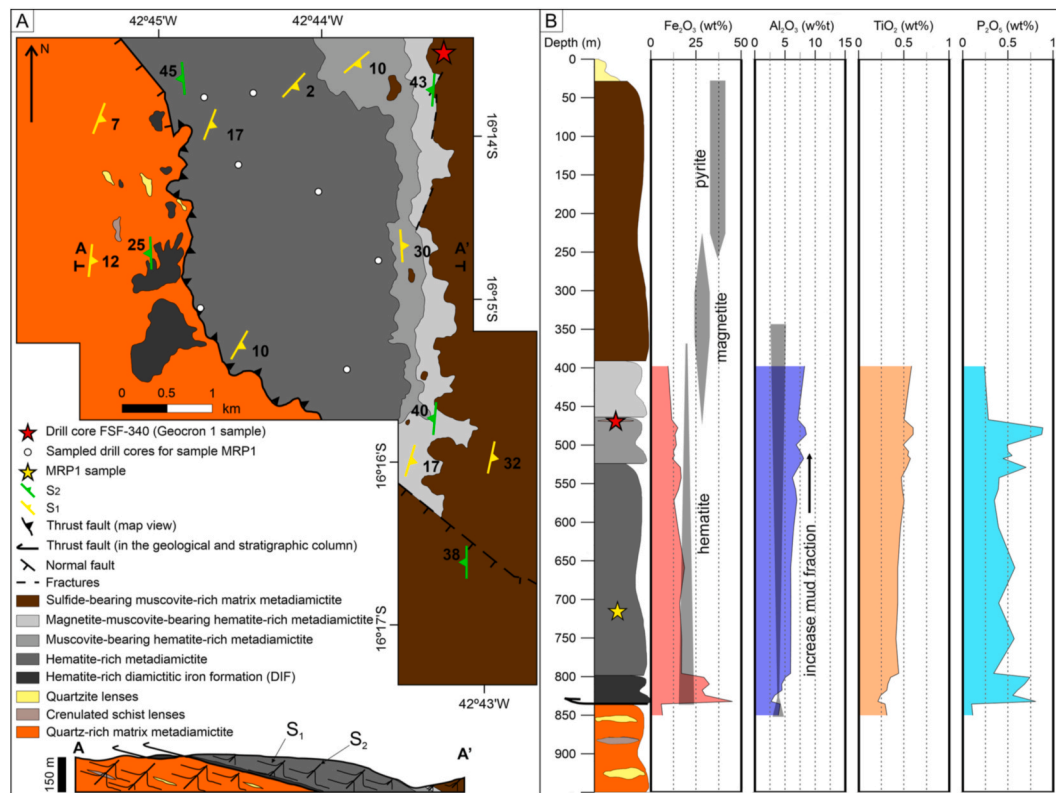 A
42°45'W
42°44'W
N
45
10
2
43
7
17
16°14'S
A
25
12
30
A'
16°15'S
10
0
0.5
1
km
40
17
32
16°16'S
38
16°17'S
42°43'W
Drill core FSF-340 (Geocron 1 sample)
Sampled drill cores for sample MRP1
MRP1 sample
S2
S1
Thrust fault (map view)
Thrust fault (in the geological and stratigraphic column)
Normal fault
Fractures
Sulfide-bearing muscovite-rich matrix metadiamictite
Magnetite-muscovite-bearing hematite-rich metadiamictite
Muscovite-bearing hematite-rich metadiamictite
Hematite-rich metadiamictite
Hematite-rich diamictitic iron formation (DIF)
Quartzite lenses
Crenulated schist lenses
Quartz-rich matrix metadiamictite
A
S1
S2
A'
150 m
B
Fe2O3 (wt%)
Al2O3 (w%t)
TiO2 (wt%)
P2O5 (wt%)
Depth (m)
0 25 50
0 5 10 15
0 0.5 1
0 0.5 1
0
50
100
150
200
250
300
350
400
450
500
550
600
650
700
750
800
850
900
950
pyrite
magnetite
hematite
increase mud fraction